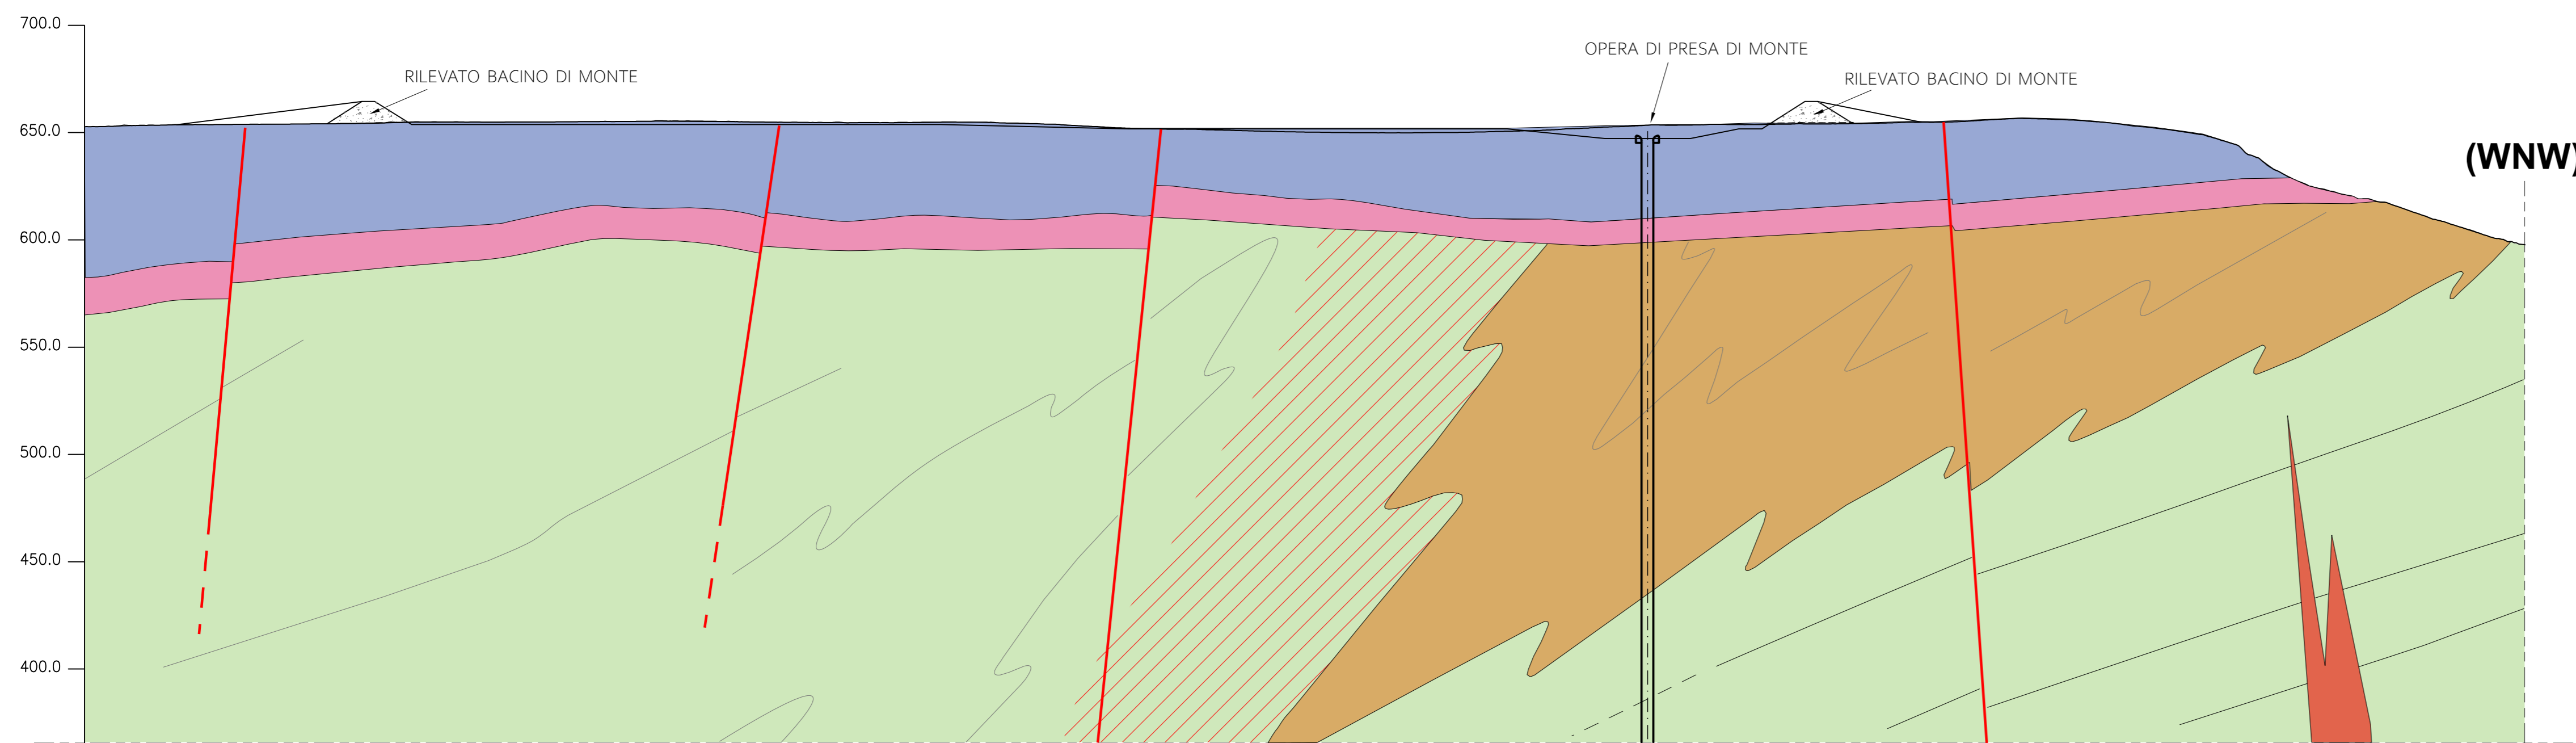 700.0
OPERA DI PRESA DI MONTE
RILEVATO BACINO DI MONTE
RILEVATO BACINO DI MONTE
650.0
(WNW)
600.0
550.0
500.0
450.0
400.0